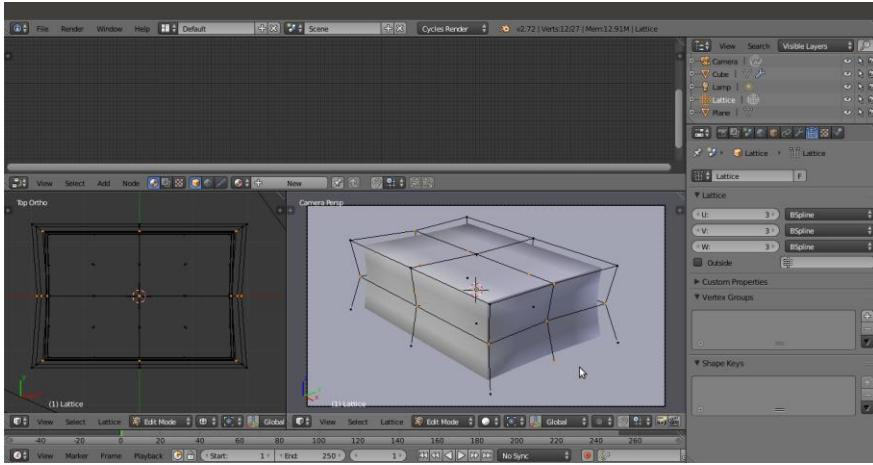 File Render Window Help Default Scene Cycles Render v2.72 | Verts:12/27 | Mem:12.91M | Lattice
View Search Visible Layers
Camera
Cube
Lamp
Lattice
Plane
Lattice Lattice
Lattice F
Lattice
U: 3 BSpline
V: 3 BSpline
W: 3 BSpline
Outside
Custom Properties
Vertex Groups
Shape Keys
View Select Add Node New
Top Ortho
Camera Persp
(1) Lattice
(1) Lattice
View Select Lattice Edit Mode Global
View Select Lattice Edit Mode Global
-40 -20 0 20 40 60 80 100 120 140 160 180 200 220 240 260
View Marker Frame Playback Start: 1 End: 250 1 No Sync